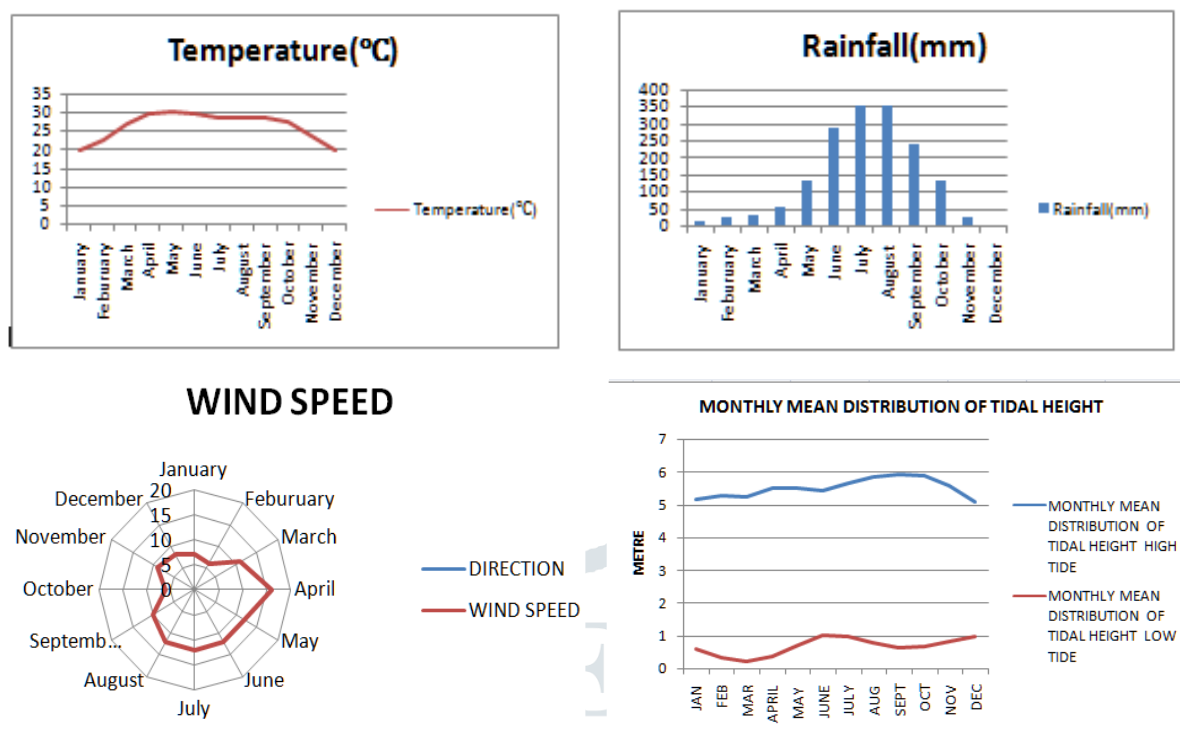 Temperature(℃)
35
30
25
20
15
10
5
0
January
Feburuary
March
April
May
June
July
August
September
October
November
December
Temperature(℃)
Rainfall(mm)
400
350
300
250
200
150
100
50
0
January
Feburuary
March
April
May
June
July
August
September
October
November
December
Rainfall(mm)
WIND SPEED
January
Feburuary
March
April
May
June
July
August
Septemb...
October
November
December
20
15
10
5
0
DIRECTION
WIND SPEED
MONTHLY MEAN DISTRIBUTION OF TIDAL HEIGHT
METRE
7
6
5
4
3
2
1
0
JAN
FEB
MAR
APRIL
MAY
JUNE
JULY
AUG
SEPT
OCT
NOV
DEC
MONTHLY MEAN
DISTRIBUTION OF
TIDAL HEIGHT HIGH
TIDE
MONTHLY MEAN
DISTRIBUTION OF
TIDAL HEIGHT LOW
TIDE